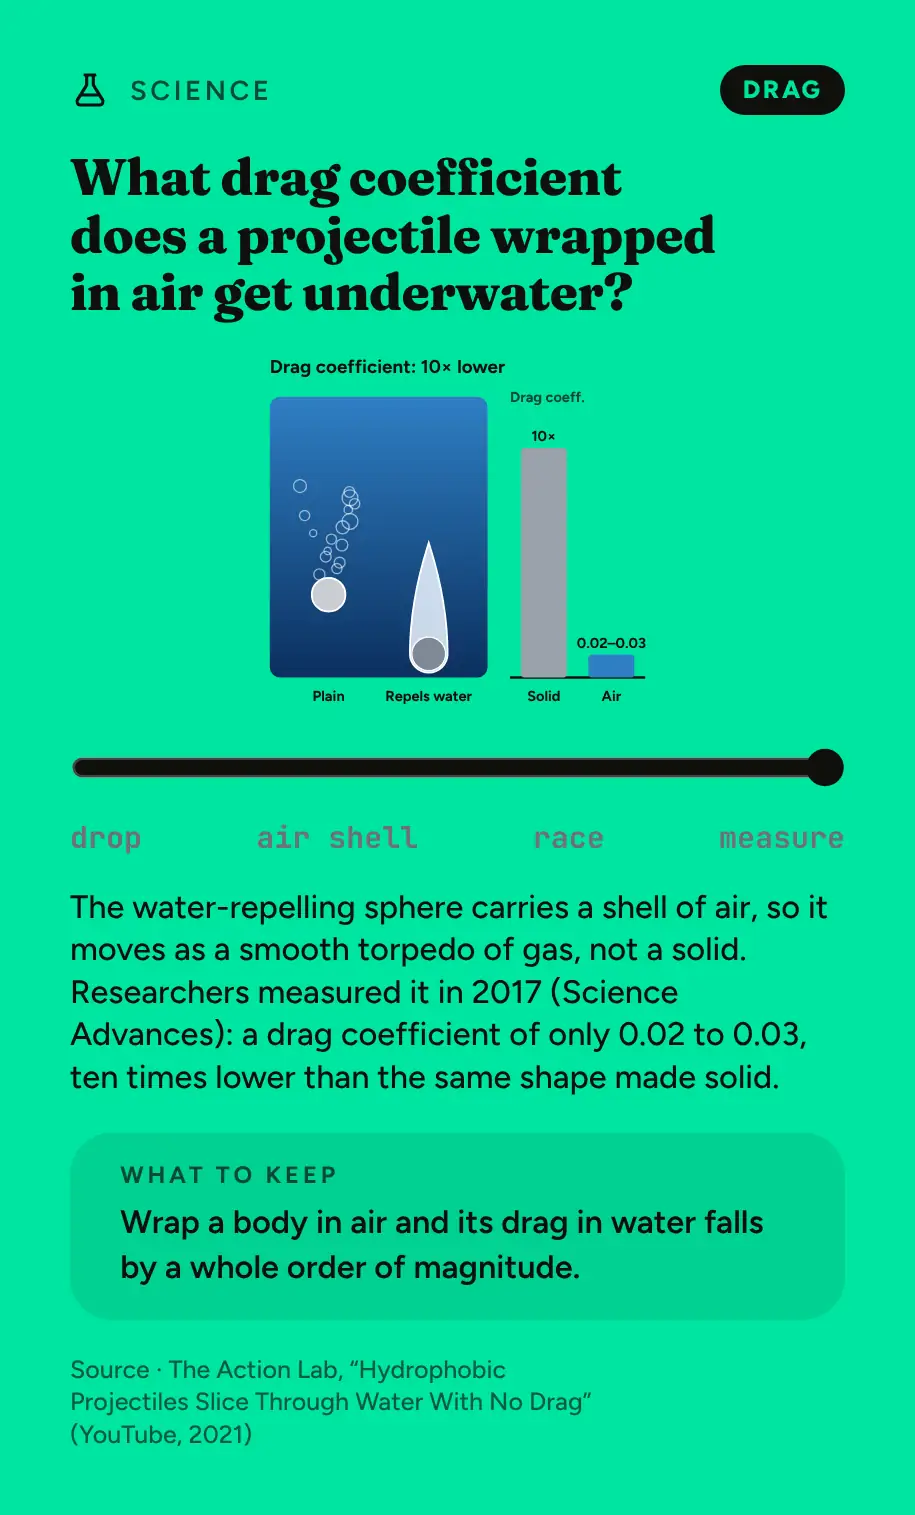 SCIENCE
DRAG
What drag coefficient
does a projectile wrapped
in air get underwater?
Drag coefficient: 10× lower
Drag coeff.
10×
0.02–0.03
Plain
Repels water
Solid
Air
drop
air shell
race
measure
The water-repelling sphere carries a shell of air, so it
moves as a smooth torpedo of gas, not a solid.
Researchers measured it in 2017 (Science
Advances): a drag coefficient of only 0.02 to 0.03,
ten times lower than the same shape made solid.
WHAT TO KEEP
Wrap a body in air and its drag in water falls
by a whole order of magnitude.
Source · The Action Lab, “Hydrophobic
Projectiles Slice Through Water With No Drag”
(YouTube, 2021)